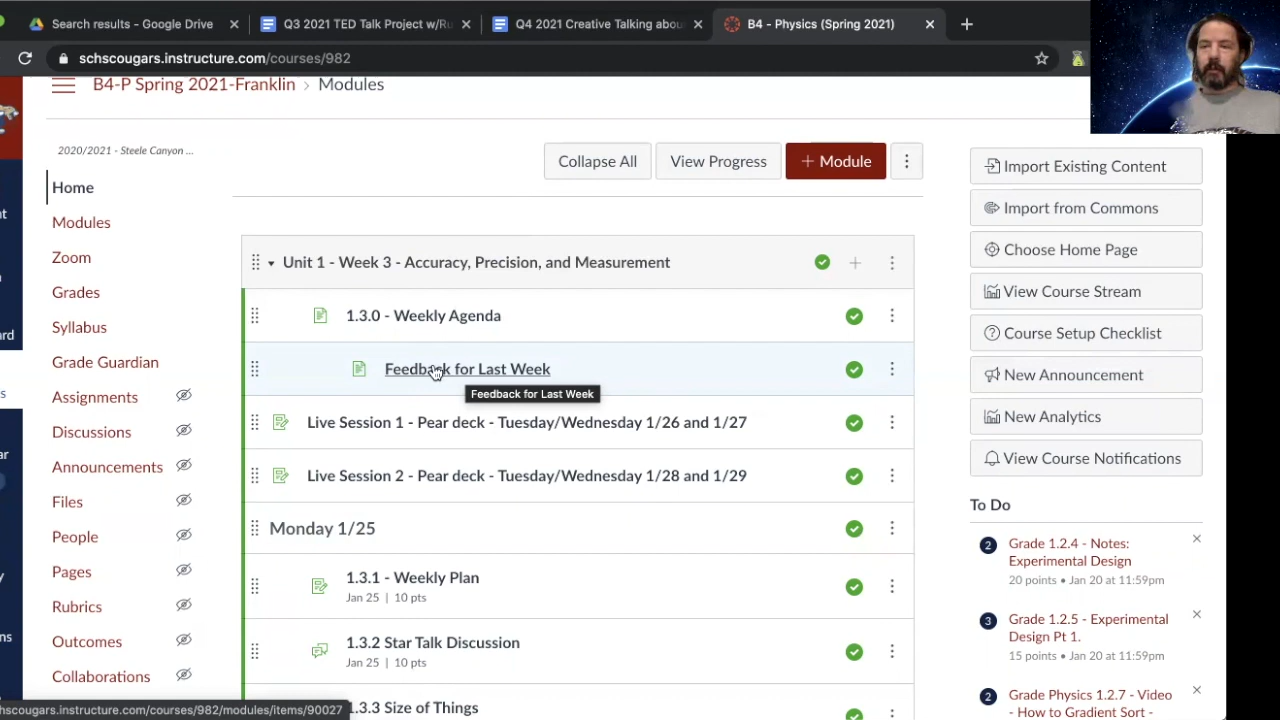 Search results - Google Drive
Q3 2021 TED Talk Project w/Ru
Q4 2021 Creative Talking abou
B4 - Physics (Spring 2021)
schscougars.instructure.com/courses/982
B4-P Spring 2021-Franklin › Modules
2020/2021 - Steele Canyon ...
Home
Modules
Zoom
Grades
Syllabus
Grade Guardian
Assignments
Discussions
Announcements
Files
People
Pages
Rubrics
Outcomes
Collaborations
Collapse All
View Progress
+ Module
Unit 1 - Week 3 - Accuracy, Precision, and Measurement
1.3.0 - Weekly Agenda
Feedback for Last Week
Feedback for Last Week
Live Session 1 - Pear deck - Tuesday/Wednesday 1/26 and 1/27
Live Session 2 - Pear deck - Tuesday/Wednesday 1/28 and 1/29
Monday 1/25
1.3.1 - Weekly Plan
Jan 25 | 10 pts
1.3.2 Star Talk Discussion
Jan 25 | 10 pts
1.3.3 Size of Things
Import Existing Content
Import from Commons
Choose Home Page
View Course Stream
Course Setup Checklist
New Announcement
New Analytics
View Course Notifications
To Do
2 Grade 1.2.4 - Notes:
Experimental Design
20 points • Jan 20 at 11:59pm
3 Grade 1.2.5 - Experimental
Design Pt 1.
15 points • Jan 20 at 11:59pm
2 Grade Physics 1.2.7 - Video
- How to Gradient Sort -
hscougars.instructure.com/courses/982/modules/items/90027